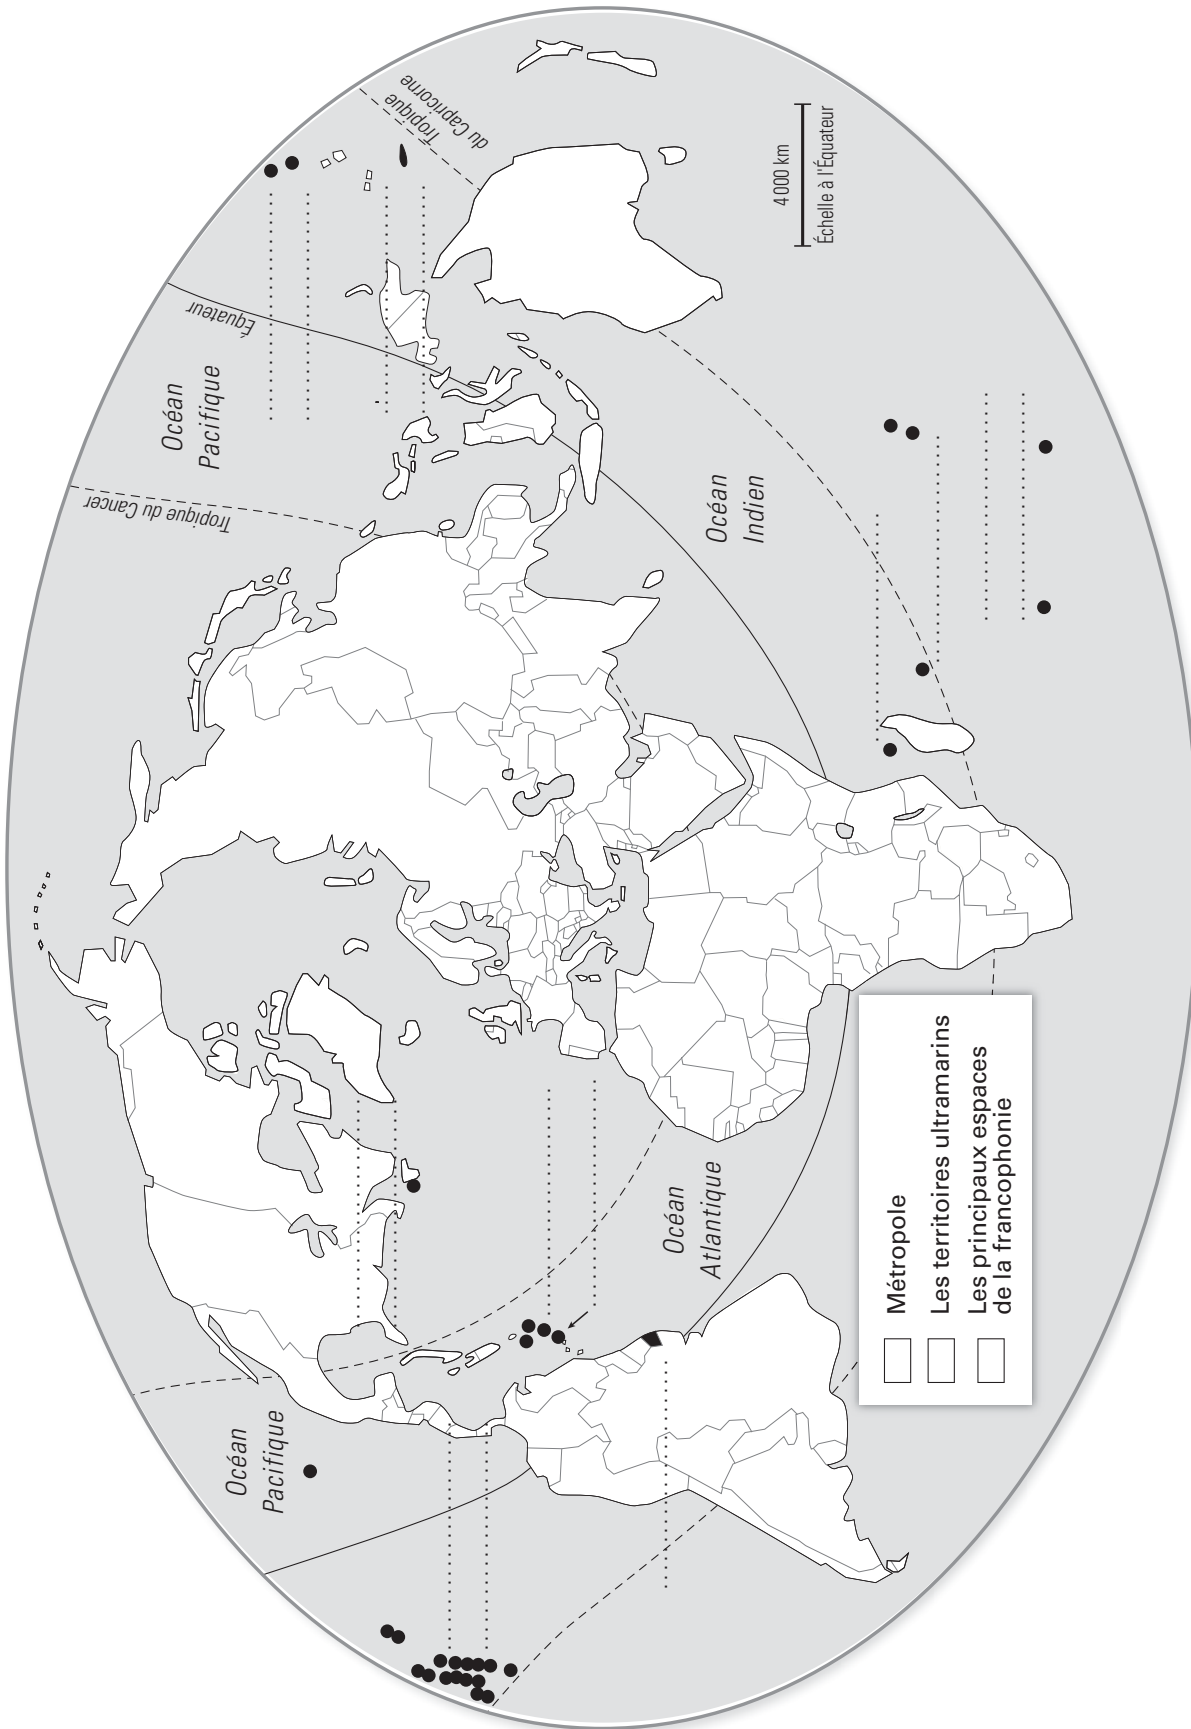 Océan
Pacifique
Océan
Pacifique
Océan
Atlantique
Océan
Indien
Tropique du Cancer
Équateur
Tropique
du Capricorne
4 000 km
Échelle à l'Équateur
Métropole
Les territoires ultramarins
Les principaux espaces
de la francophonie